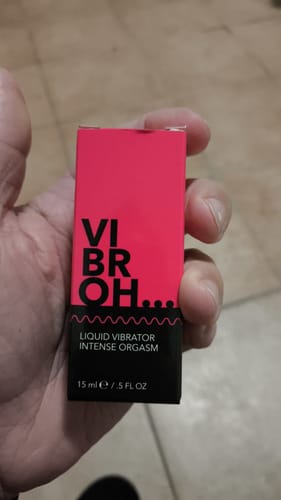 VI
BR
OH...
LIQUID VIBRATOR
INTENSE ORGASM
15 ml ℮ / .5 FL OZ